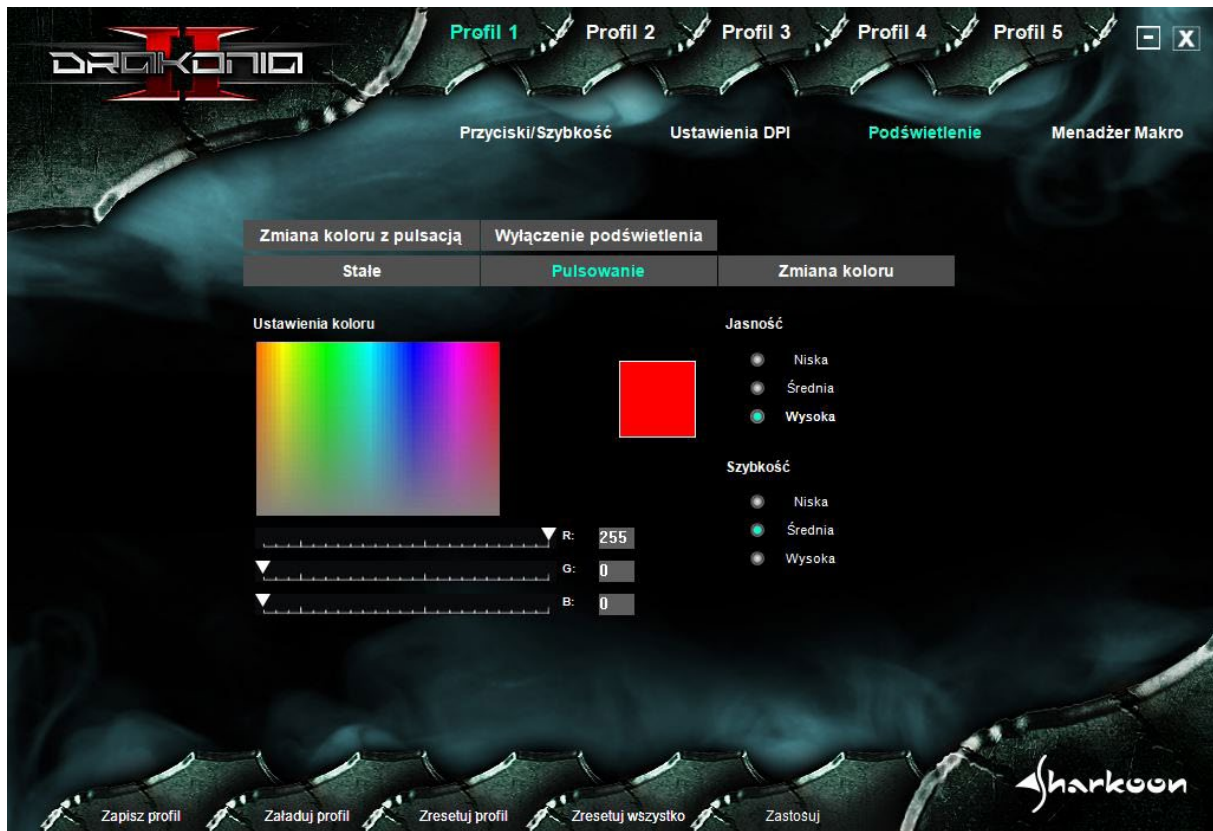 DRAKONIA II
Profil 1 Profil 2 Profil 3 Profil 4 Profil 5 - X
Przyciski/Szybkość Ustawienia DPI Podświetlenie Menadżer Makro
Zmiana koloru z pulsacją Wyłączenie podświetlenia
Stałe Pulsowanie Zmiana koloru
Ustawienia koloru
R: 255
G: 0
B: 0
Jasność
Niska
Średnia
Wysoka
Szybkość
Niska
Średnia
Wysoka
Zapisz profil Załaduj profil Zresetuj profil Zresetuj wszystko Zastosuj
Sharkoon